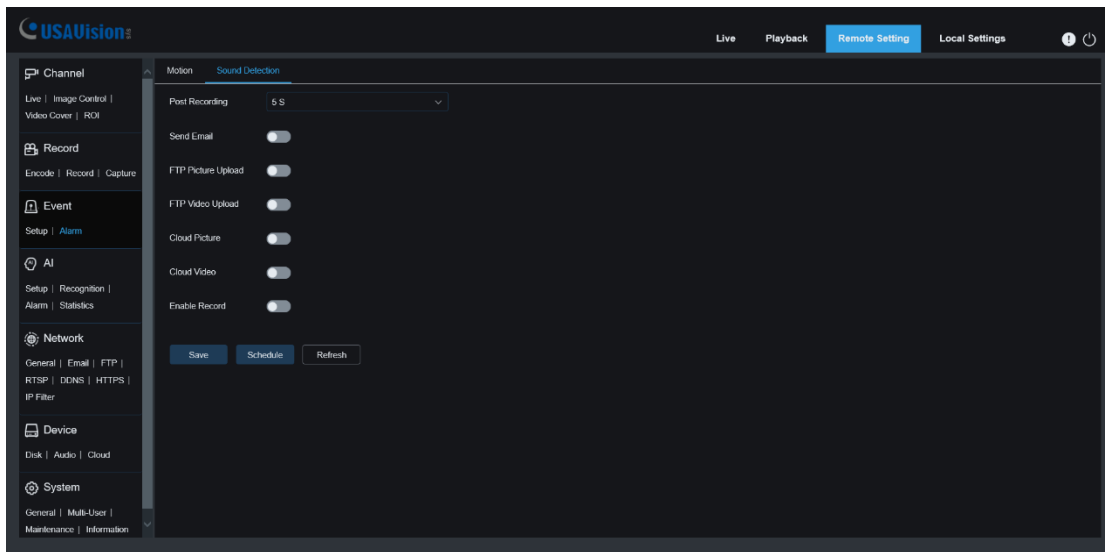 USAVision
Live Playback Remote Setting Local Settings
Channel
Live | Image Control |
Video Cover | ROI
Record
Encode | Record | Capture
Event
Setup | Alarm
AI
Setup | Recognition |
Alarm | Statistics
Network
General | Email | FTP |
RTSP | DDNS | HTTPS |
IP Filter
Device
Disk | Audio | Cloud
System
General | Multi-User |
Maintenance | Information
Motion Sound Detection
Post Recording 5 S
Send Email
FTP Picture Upload
FTP Video Upload
Cloud Picture
Cloud Video
Enable Record
Save Schedule Refresh